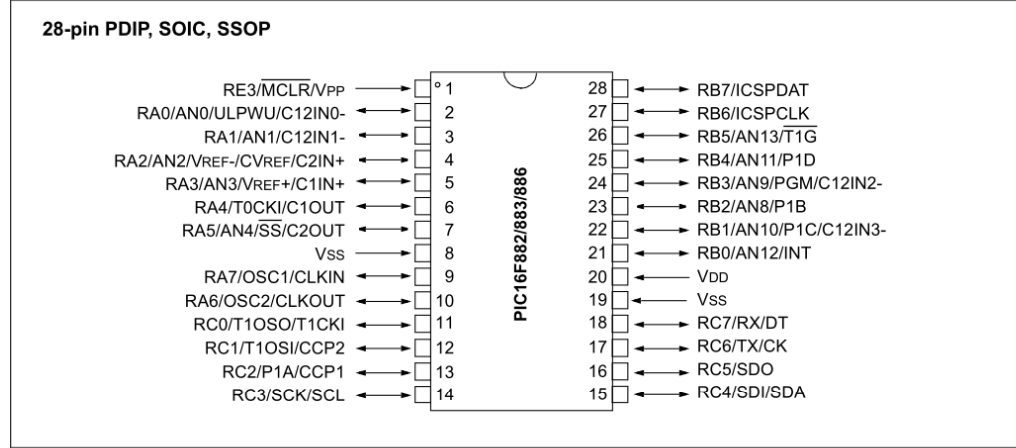 28-pin PDIP, SOIC, SSOP
RE3/MCLR/VPP 1 28 RB7/ICSPDAT
RA0/AN0/ULPWU/C12IN0- 2 27 RB6/ICSPCLK
RA1/AN1/C12IN1- 3 26 RB5/AN13/T1G
RA2/AN2/VREF-/CVREF/C2IN+ 4 25 RB4/AN11/P1D
RA3/AN3/VREF+/C1IN+ 5 24 RB3/AN9/PGM/C12IN2-
RA4/T0CKI/C1OUT 6 23 RB2/AN8/P1B
RA5/AN4/SS/C2OUT 7 22 RB1/AN10/P1C/C12IN3-
VSS 8 21 RB0/AN12/INT
RA7/OSC1/CLKIN 9 20 VDD
RA6/OSC2/CLKOUT 10 19 VSS
RC0/T1OSO/T1CKI 11 18 RC7/RX/DT
RC1/T1OSI/CCP2 12 17 RC6/TX/CK
RC2/P1A/CCP1 13 16 RC5/SDO
RC3/SCK/SCL 14 15 RC4/SDI/SDA
PIC16F882/883/886